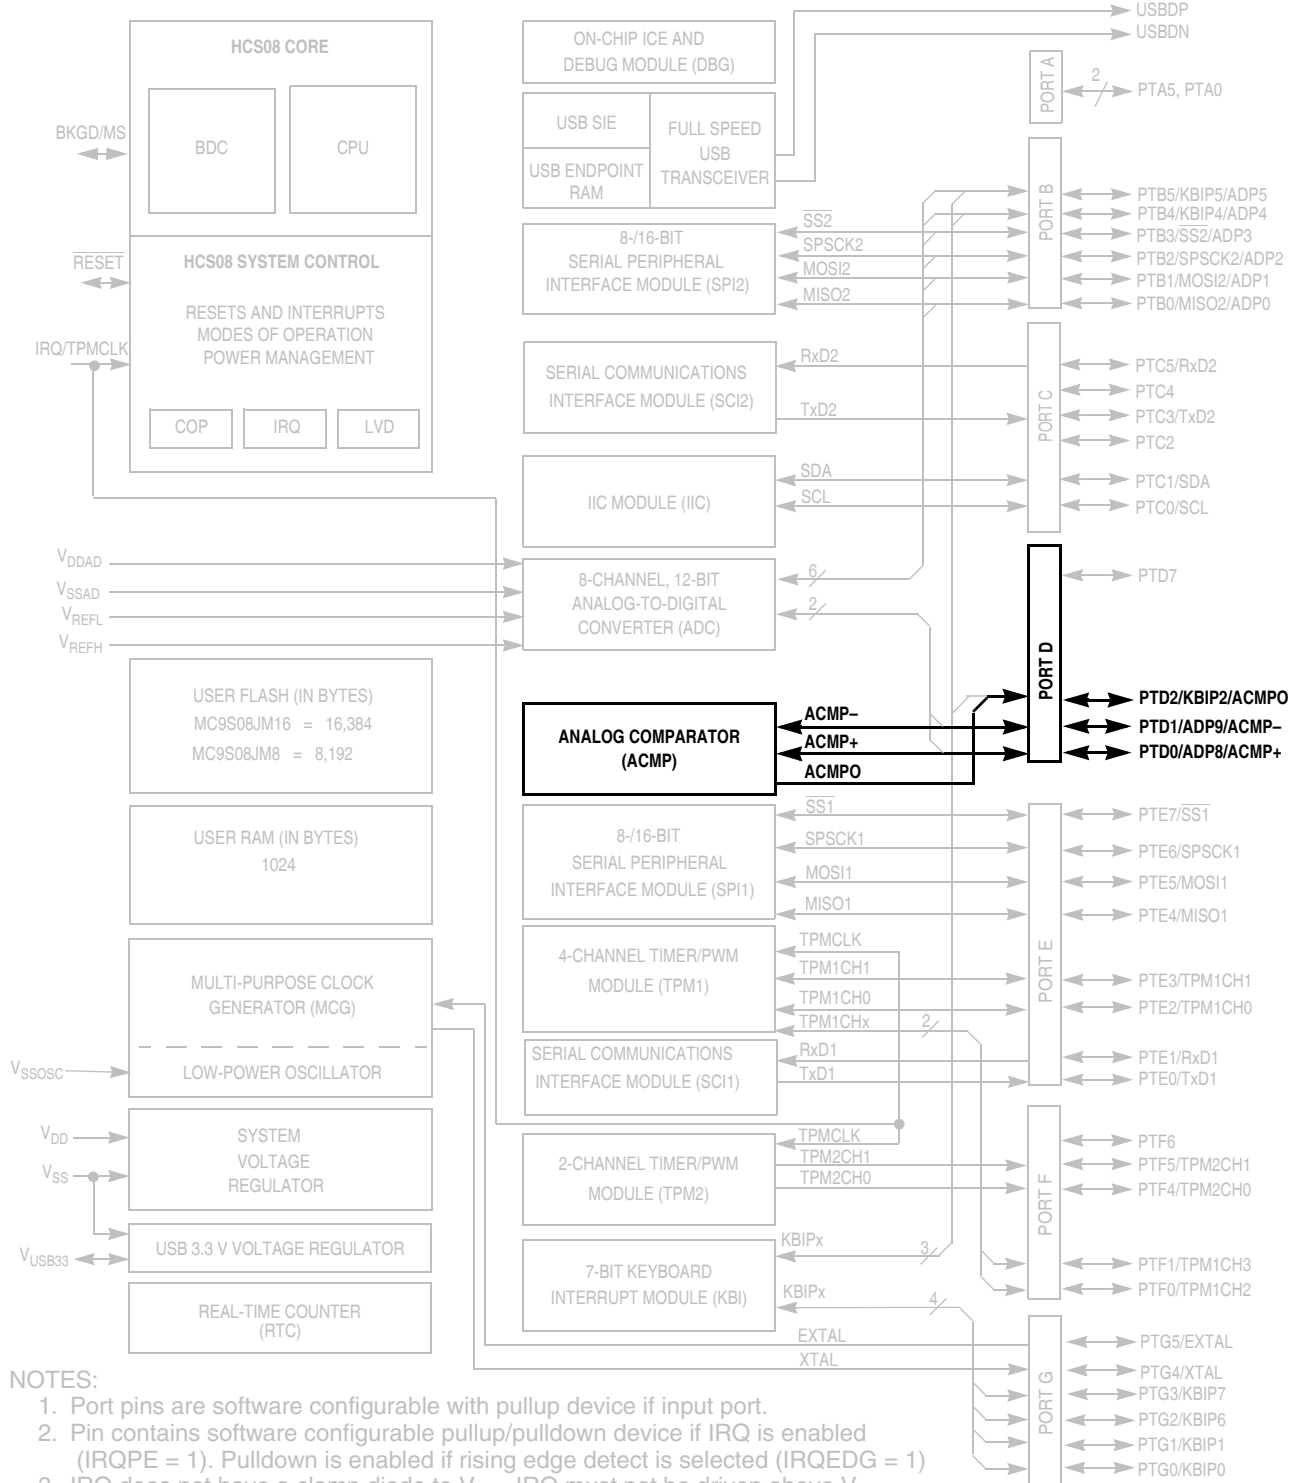 HCS08 CORE
BDC
CPU
BKGD/MS
RESET
HCS08 SYSTEM CONTROL
RESETS AND INTERRUPTS
MODES OF OPERATION
POWER MANAGEMENT
IRQ/TPMCLK
COP
IRQ
LVD
VDDAD
VSSAD
VREFL
VREFH
USER FLASH (IN BYTES)
MC9S08JM16 = 16,384
MC9S08JM8 = 8,192
USER RAM (IN BYTES)
1024
MULTI-PURPOSE CLOCK
GENERATOR (MCG)
LOW-POWER OSCILLATOR
VSSOSC
VDD
VSS
SYSTEM
VOLTAGE
REGULATOR
VUSB33
USB 3.3 V VOLTAGE REGULATOR
REAL-TIME COUNTER
(RTC)
ON-CHIP ICE AND
DEBUG MODULE (DBG)
USB SIE
USB ENDPOINT
RAM
FULL SPEED
USB
TRANSCEIVER
8-/16-BIT
SERIAL PERIPHERAL
INTERFACE MODULE (SPI2)
SS2
SPSCK2
MOSI2
MISO2
SERIAL COMMUNICATIONS
INTERFACE MODULE (SCI2)
RxD2
TxD2
IIC MODULE (IIC)
SDA
SCL
8-CHANNEL, 12-BIT
ANALOG-TO-DIGITAL
CONVERTER (ADC)
6
2
ANALOG COMPARATOR
(ACMP)
ACMP–
ACMP+
ACMPO
8-/16-BIT
SERIAL PERIPHERAL
INTERFACE MODULE (SPI1)
SS1
SPSCK1
MOSI1
MISO1
4-CHANNEL TIMER/PWM
MODULE (TPM1)
TPMCLK
TPM1CH1
TPM1CH0
TPM1CHx
2
SERIAL COMMUNICATIONS
INTERFACE MODULE (SCI1)
RxD1
TxD1
2-CHANNEL TIMER/PWM
MODULE (TPM2)
TPMCLK
TPM2CH1
TPM2CH0
7-BIT KEYBOARD
INTERRUPT MODULE (KBI)
KBIPx
3
KBIPx
4
EXTAL
XTAL
USBDP
USBDN
PORT A
2
PTA5, PTA0
PORT B
PTB5/KBIP5/ADP5
PTB4/KBIP4/ADP4
PTB3/SS2/ADP3
PTB2/SPSCK2/ADP2
PTB1/MOSI2/ADP1
PTB0/MISO2/ADP0
PORT C
PTC5/RxD2
PTC4
PTC3/TxD2
PTC2
PTC1/SDA
PTC0/SCL
PORT D
PTD7
PTD2/KBIP2/ACMPO
PTD1/ADP9/ACMP–
PTD0/ADP8/ACMP+
PORT E
PTE7/SS1
PTE6/SPSCK1
PTE5/MOSI1
PTE4/MISO1
PTE3/TPM1CH1
PTE2/TPM1CH0
PTE1/RxD1
PTE0/TxD1
PORT F
PTF6
PTF5/TPM2CH1
PTF4/TPM2CH0
PTF1/TPM1CH3
PTF0/TPM1CH2
PORT G
PTG5/EXTAL
PTG4/XTAL
PTG3/KBIP7
PTG2/KBIP6
PTG1/KBIP1
PTG0/KBIP0
NOTES:
1. Port pins are software configurable with pullup device if input port.
2. Pin contains software configurable pullup/pulldown device if IRQ is enabled
(IRQPE = 1). Pulldown is enabled if rising edge detect is selected (IRQEDG = 1)